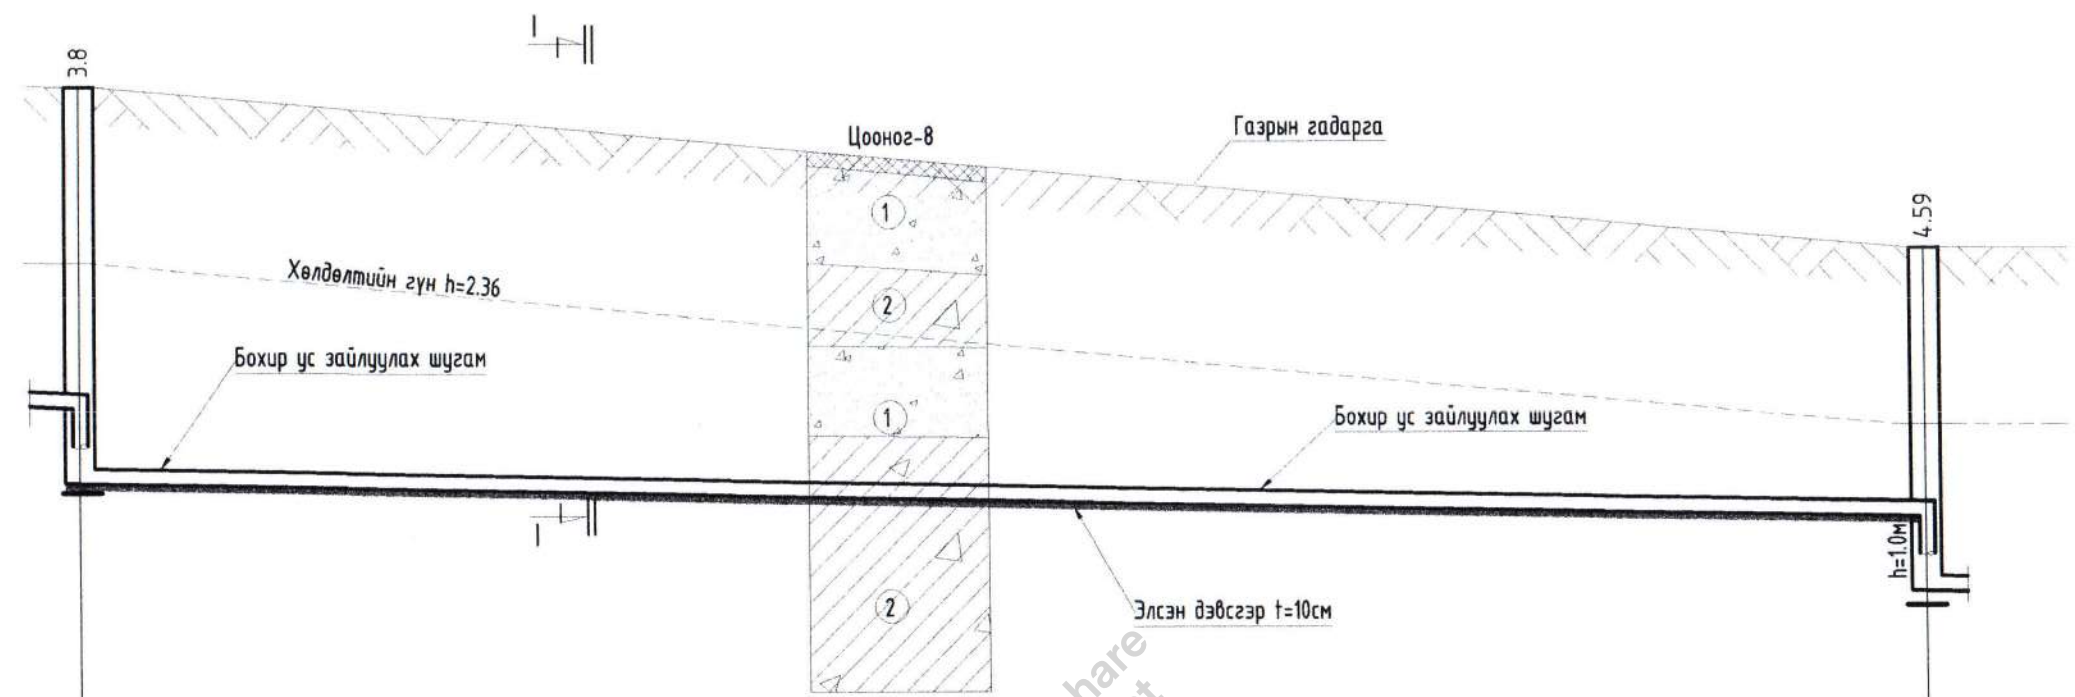 I
3.8
Цооног-8
Газрын гадарга
1
4.59
Хөлдөлтийн гүн h=2.36
2
Бохир ус зайлуулах шугам
1
Бохир ус зайлуулах шугам
I
h=1.0м
2
Элсэн дэвсгэр t=10см